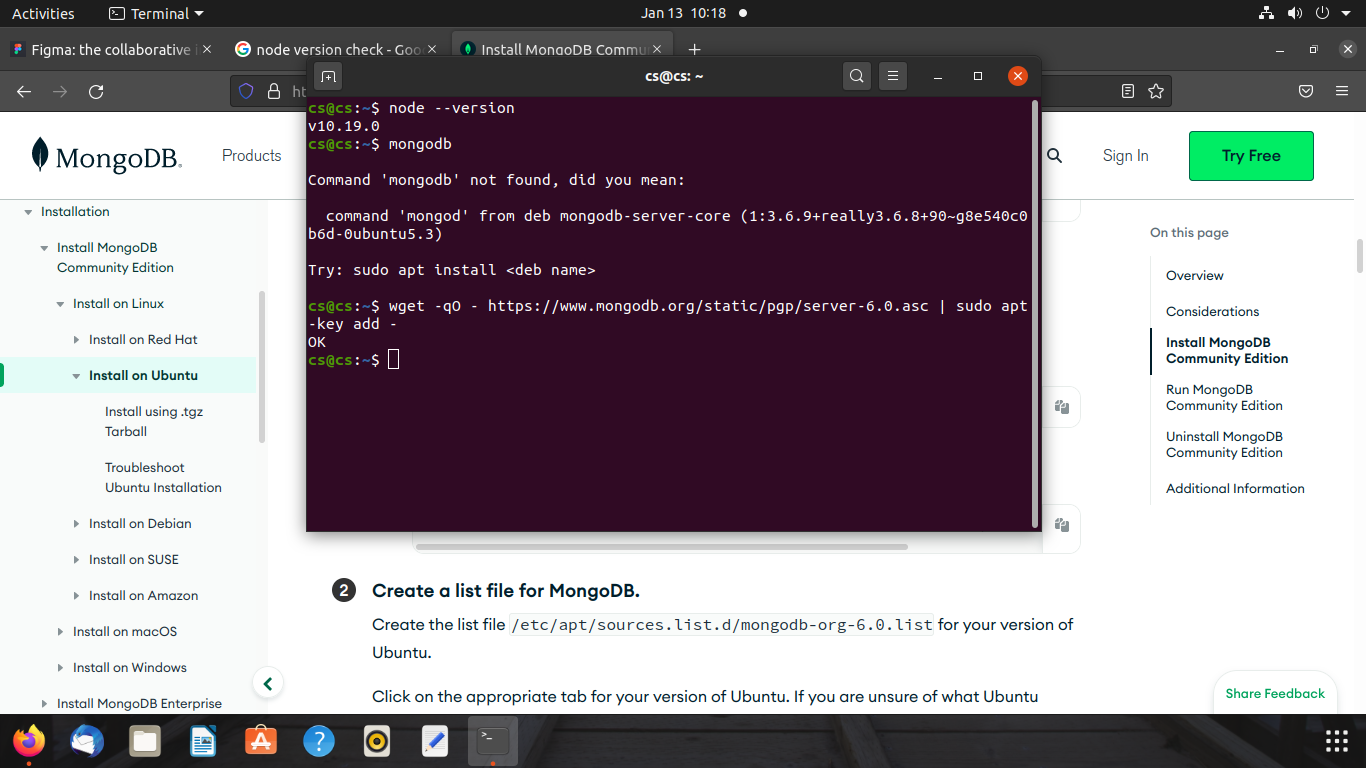 Activities
Terminal
Jan 13 10:18
Figma: the collaborative
node version check - Goo
Install MongoDB Commu
cs@cs: ~
cs@cs:~$ node --version
v10.19.0
cs@cs:~$ mongodb
Command 'mongodb' not found, did you mean:
command 'mongod' from deb mongodb-server-core (1:3.6.9+really3.6.8+90~g8e540c0
b6d-0ubuntu5.3)
Try: sudo apt install <deb name>
cs@cs:~$ wget -qO - https://www.mongodb.org/static/pgp/server-6.0.asc | sudo apt
-key add -
OK
cs@cs:~$
MongoDB.
Products
Sign In
Try Free
Installation
Install MongoDB
Community Edition
Install on Linux
Install on Red Hat
Install on Ubuntu
Install using .tgz
Tarball
Troubleshoot
Ubuntu Installation
Install on Debian
Install on SUSE
Install on Amazon
Install on macOS
Install on Windows
Install MongoDB Enterprise
2 Create a list file for MongoDB.
Create the list file /etc/apt/sources.list.d/mongodb-org-6.0.list for your version of
Ubuntu.
Click on the appropriate tab for your version of Ubuntu. If you are unsure of what Ubuntu
On this page
Overview
Considerations
Install MongoDB
Community Edition
Run MongoDB
Community Edition
Uninstall MongoDB
Community Edition
Additional Information
Share Feedback